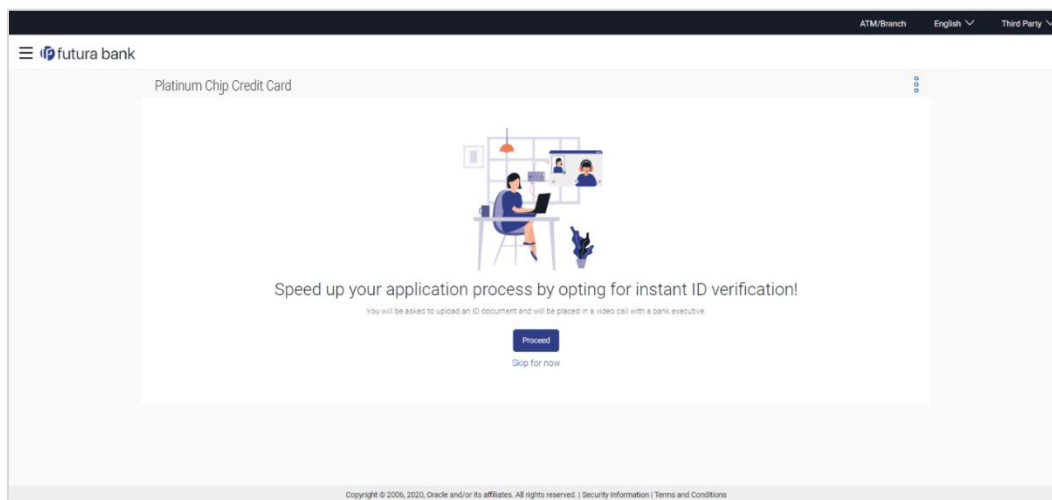 ATM/Branch English Third Party
futura bank
Platinum Chip Credit Card
Speed up your application process by opting for instant ID verification!
You will be asked to upload an ID document and will be placed in a video call with a bank executive.
Proceed
Skip for now
Copyright © 2006, 2020, Oracle and/or its affiliates. All rights reserved. | Security Information | Terms and Conditions